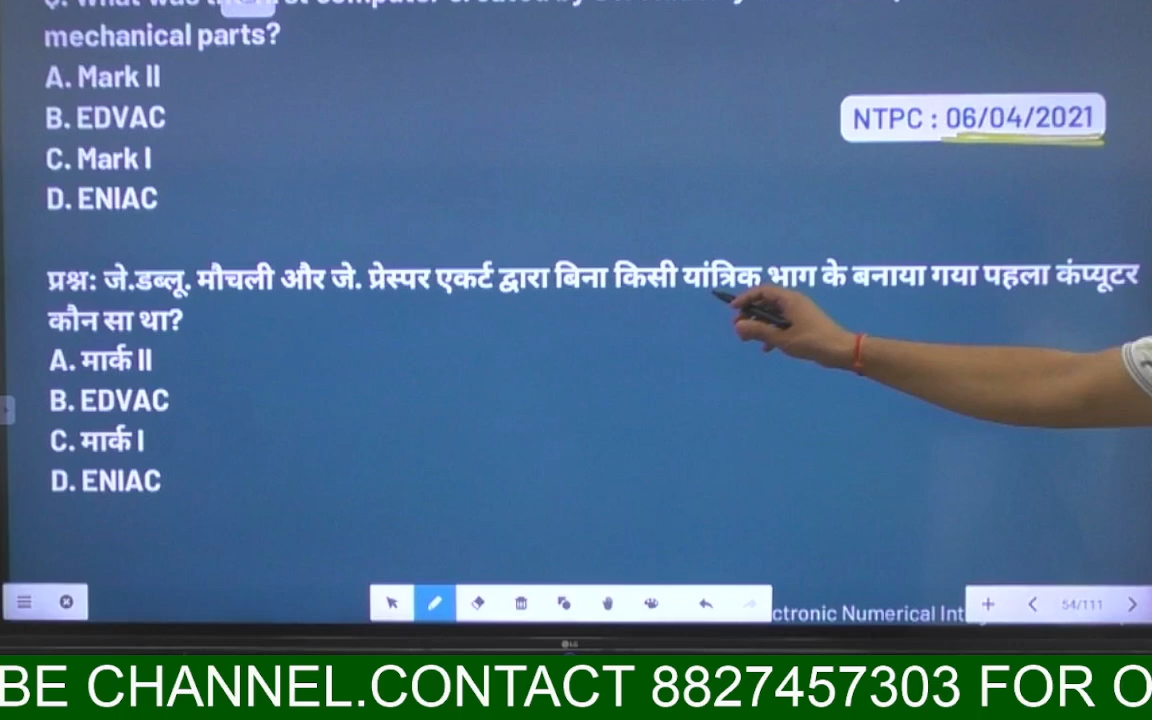 mechanical parts?
A. Mark II
B. EDVAC
C. Mark I
D. ENIAC
NTPC : 06/04/2021
प्रश्न: जे.डब्लू. मौचली और जे. प्रेस्पर एकर्ट द्वारा बिना किसी यांत्रिक भाग के बनाया गया पहला कंप्यूटर
कौन सा था?
A. मार्क II
B. EDVAC
C. मार्क I
D. ENIAC
ctronic Numerical Int
54/111
LG
BE CHANNEL.CONTACT 8827457303 FOR O